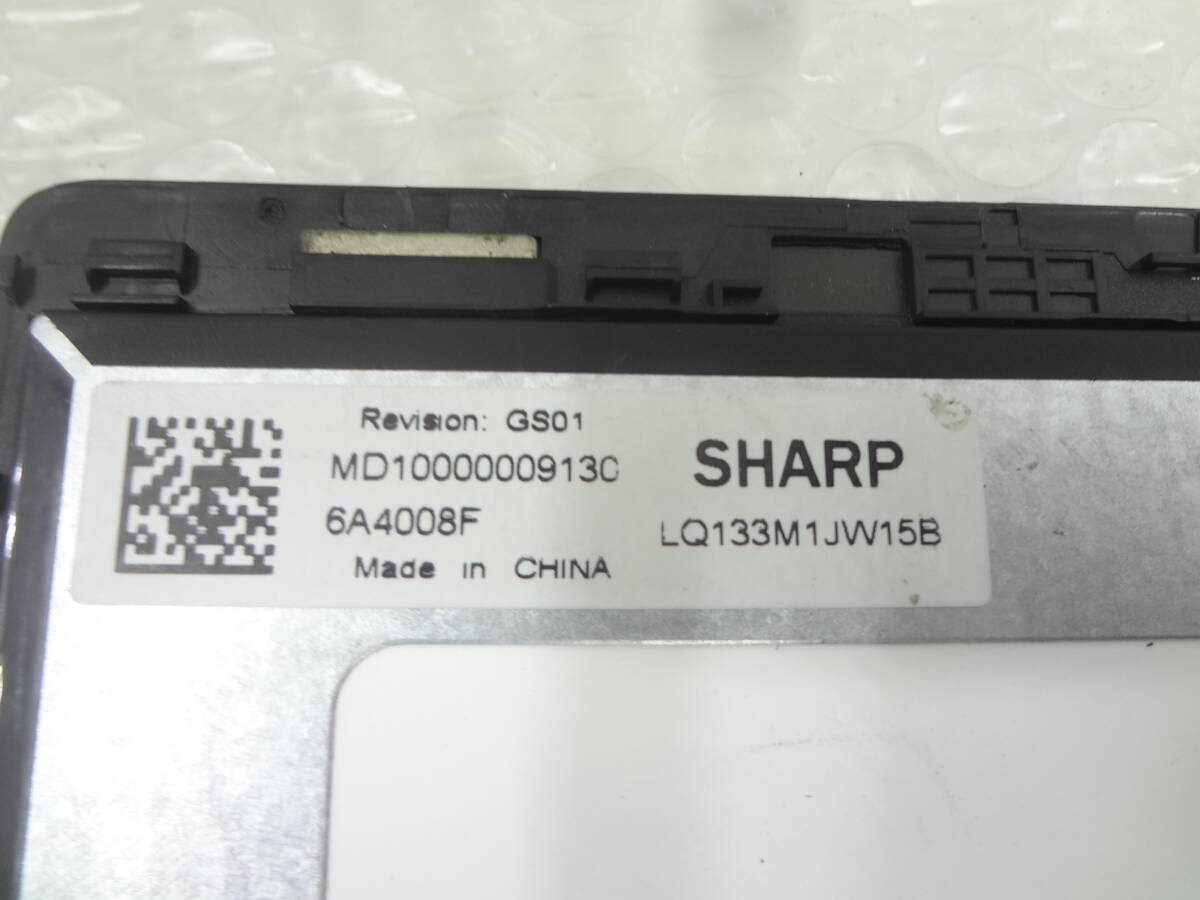 Revision: GS01
MD1000000913C
6A4008F
Made in CHINA
SHARP
LQ133M1JW15B